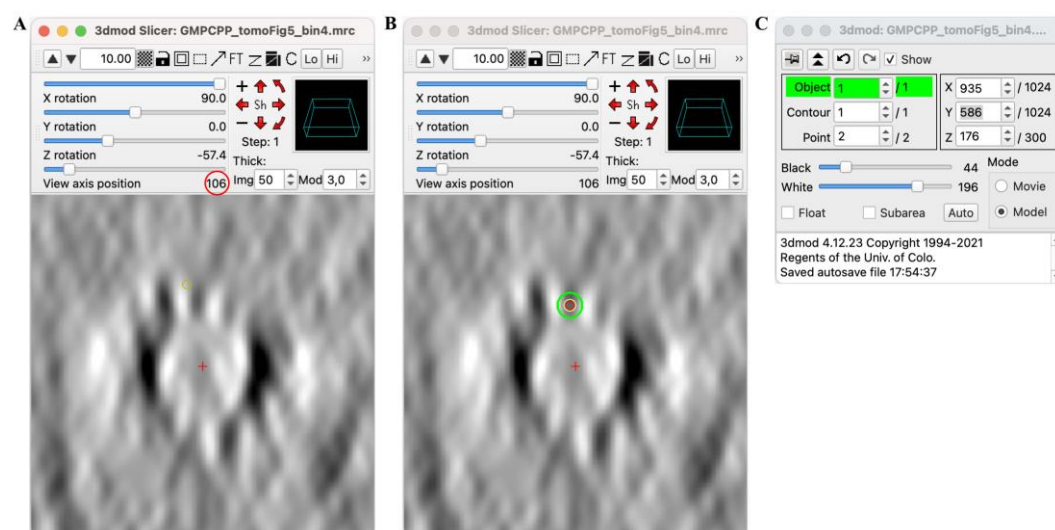 A
3dmod Slicer: GMPCPP_tomoFig5_bin4.mrc
10.00 FT Z C Lo Hi »
X rotation 90.0
Y rotation 0.0
Z rotation -57.4
View axis position 106
Sh
Step: 1
Thick:
Img 50 Mod 3,0
B
3dmod Slicer: GMPCPP_tomoFig5_bin4.mrc
10.00 FT Z C Lo Hi »
X rotation 90.0
Y rotation 0.0
Z rotation -57.4
View axis position 106
Sh
Step: 1
Thick:
Img 50 Mod 3,0
C
3dmod: GMPCPP_tomoFig5_bin4....
Show
Object 1 / 1
Contour 1 / 1
Point 2 / 2
X 935 / 1024
Y 586 / 1024
Z 176 / 300
Black 44
White 196
Mode
Movie
Model
Float Subarea Auto
3dmod 4.12.23 Copyright 1994-2021
Regents of the Univ. of Colo.
Saved autosave file 17:54:37